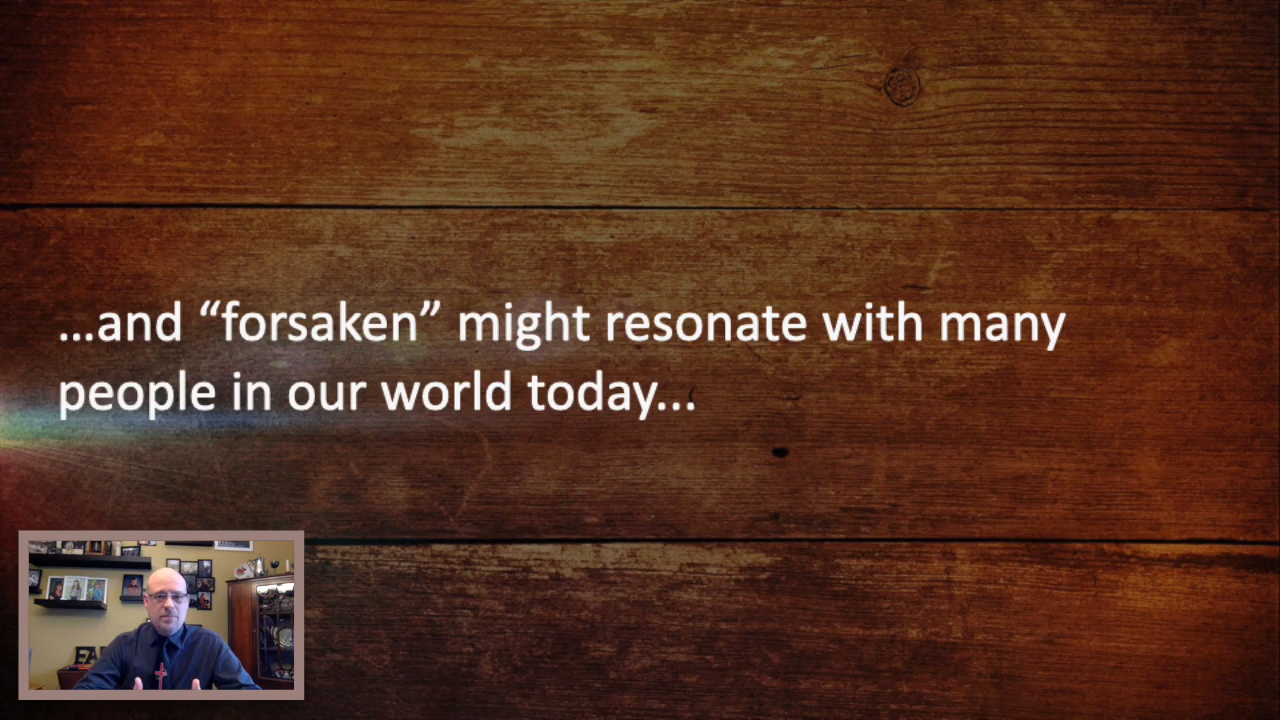 ...and “forsaken” might resonate with many
people in our world today...